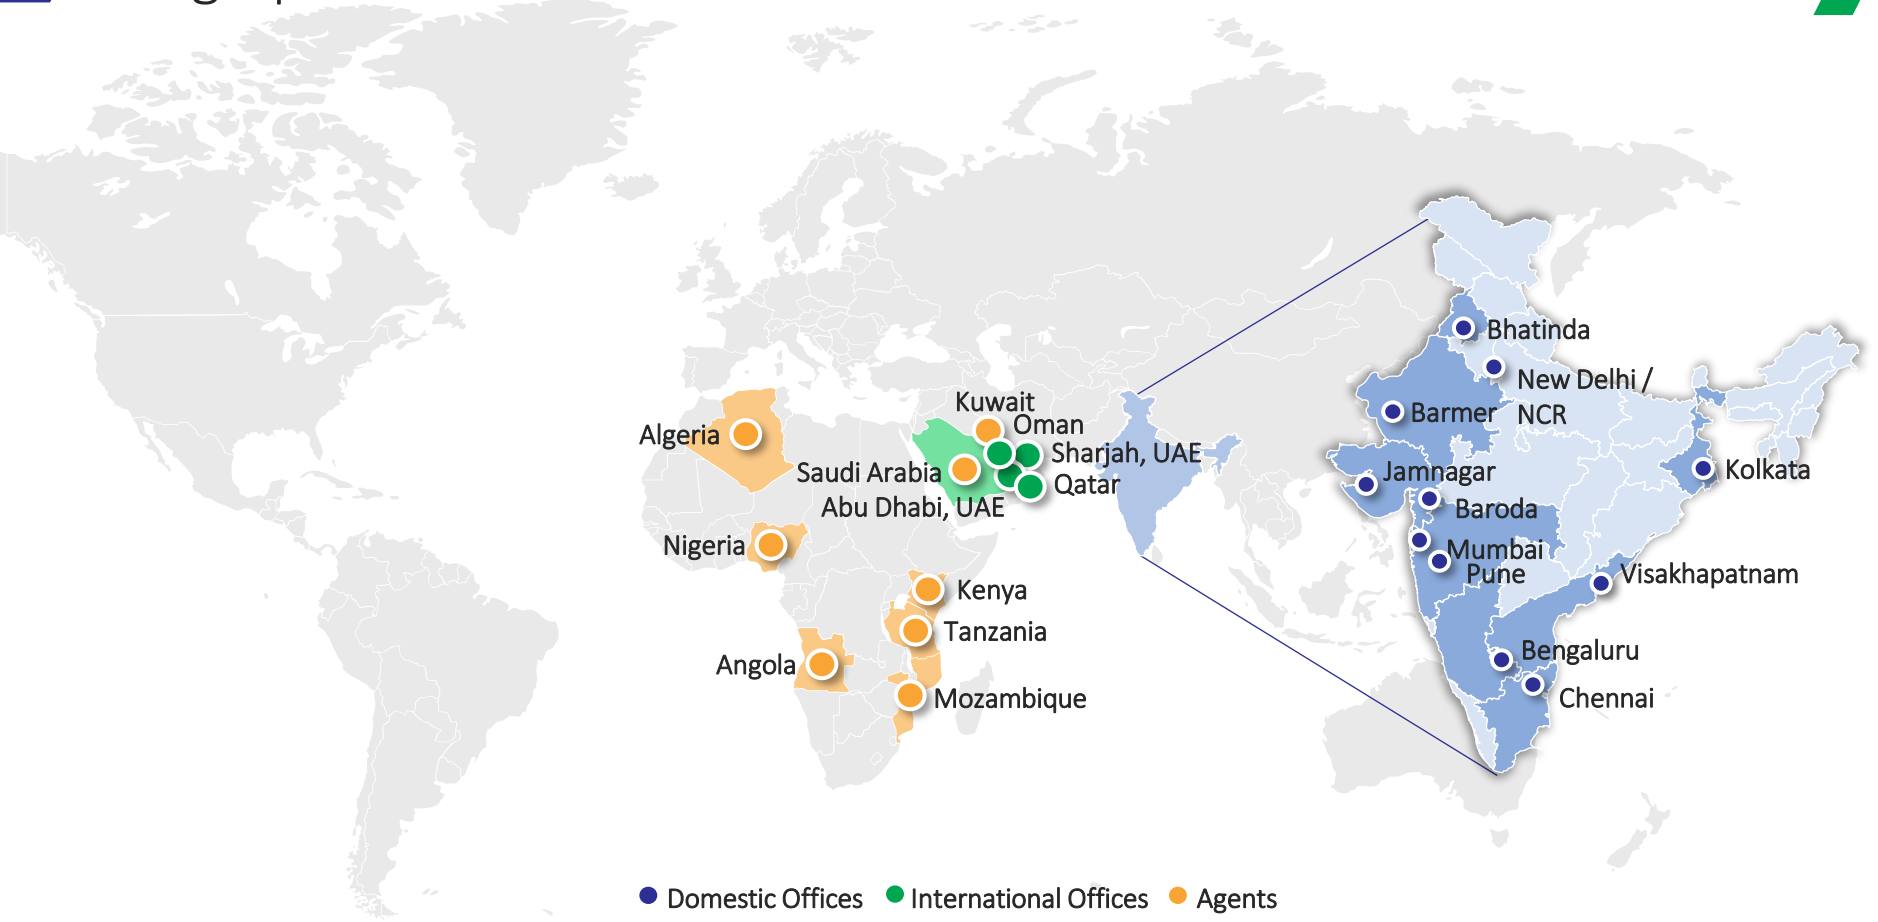 Kuwait
Oman
Algeria
Sharjah, UAE
Saudi Arabia
Qatar
Abu Dhabi, UAE
Nigeria
Kenya
Tanzania
Angola
Mozambique
Bhatinda
New Delhi /
NCR
Barmer
Jamnagar
Kolkata
Baroda
Mumbai
Pune
Visakhapatnam
Bengaluru
Chennai
Domestic Offices
International Offices
Agents